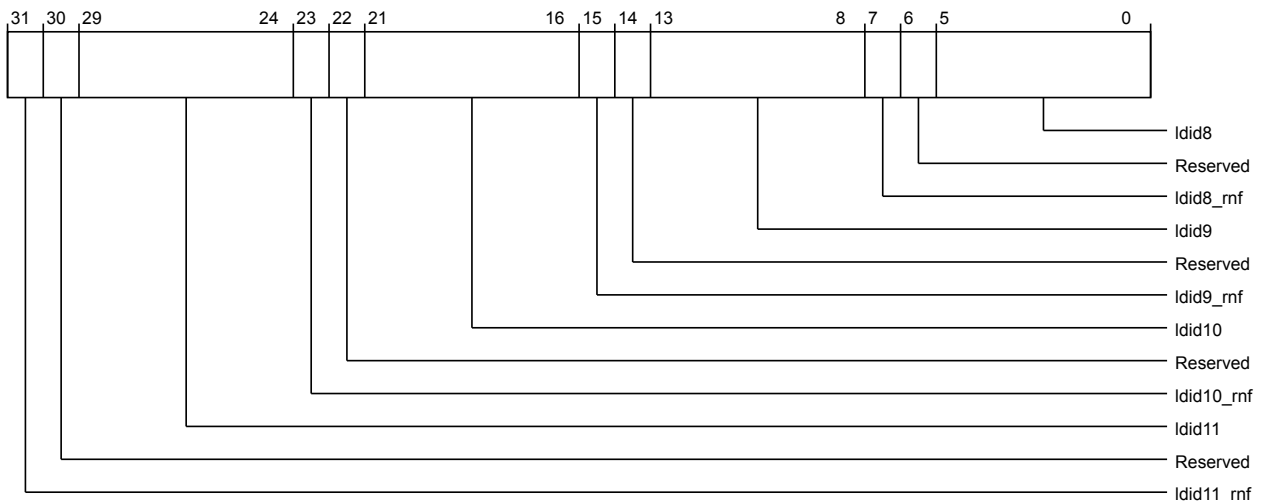 31 30 29 24 23 22 21 16 15 14 13 8 7 6 5 0
ldid8
Reserved
ldid8_rnf
ldid9
Reserved
ldid9_rnf
ldid10
Reserved
ldid10_rnf
ldid11
Reserved
ldid11_rnf